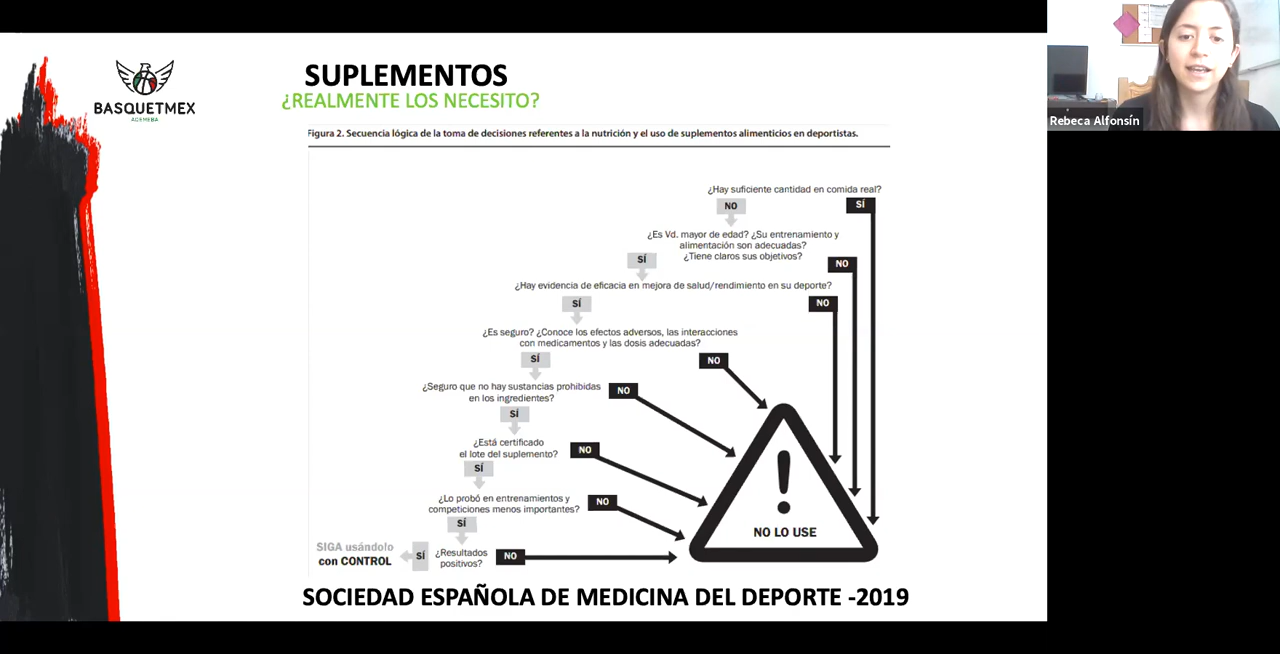 BASQUETMEX
ADEMEBA
SUPLEMENTOS
¿REALMENTE LOS NECESITO?
Figura 2. Secuencia lógica de la toma de decisiones referentes a la nutrición y el uso de suplementos alimenticios en deportistas.
¿Hay suficiente cantidad en comida real?
NO
SÍ
¿Es Vd. mayor de edad? ¿Su entrenamiento y
alimentación son adecuadas?
¿Tiene claros sus objetivos?
SÍ
NO
¿Hay evidencia de eficacia en mejora de salud/rendimiento en su deporte?
SÍ
NO
¿Es seguro? ¿Conoce los efectos adversos, las interacciones
con medicamentos y las dosis adecuadas?
SÍ
NO
¿Seguro que no hay sustancias prohibidas
en los ingredientes?
NO
SÍ
¿Está certificado
el lote del suplemento?
NO
SÍ
¿Lo probó en entrenamientos y
competiciones menos importantes?
NO
SÍ
¿Resultados
positivos?
NO
SÍ
SIGA usándolo
con CONTROL
!
NO LO USE
SOCIEDAD ESPAÑOLA DE MEDICINA DEL DEPORTE -2019
Rebeca Alfonsín